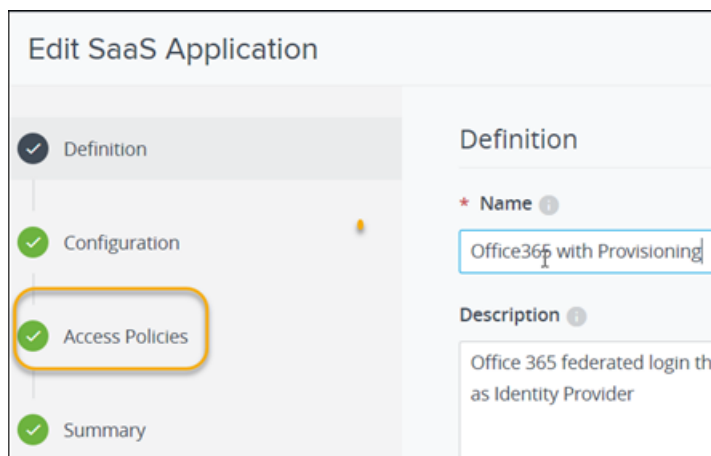 Edit SaaS Application
Definition
Configuration
Access Policies
Summary
Definition
* Name
Office365 with Provisioning
Description
Office 365 federated login th
as Identity Provider